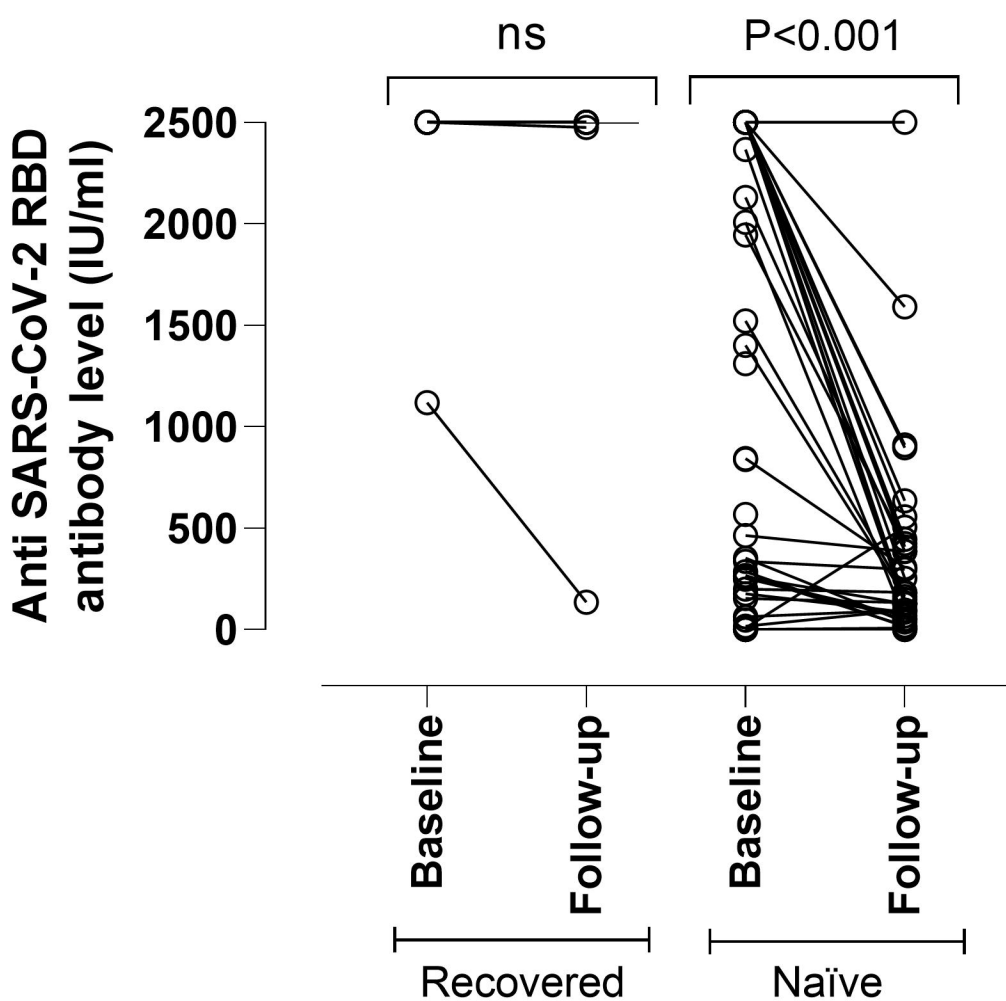 ns
P<0.001
Anti SARS-CoV-2 RBD
antibody level (IU/ml)
2500
2000
1500
1000
500
0
Baseline
Follow-up
Baseline
Follow-up
Recovered
Naïve